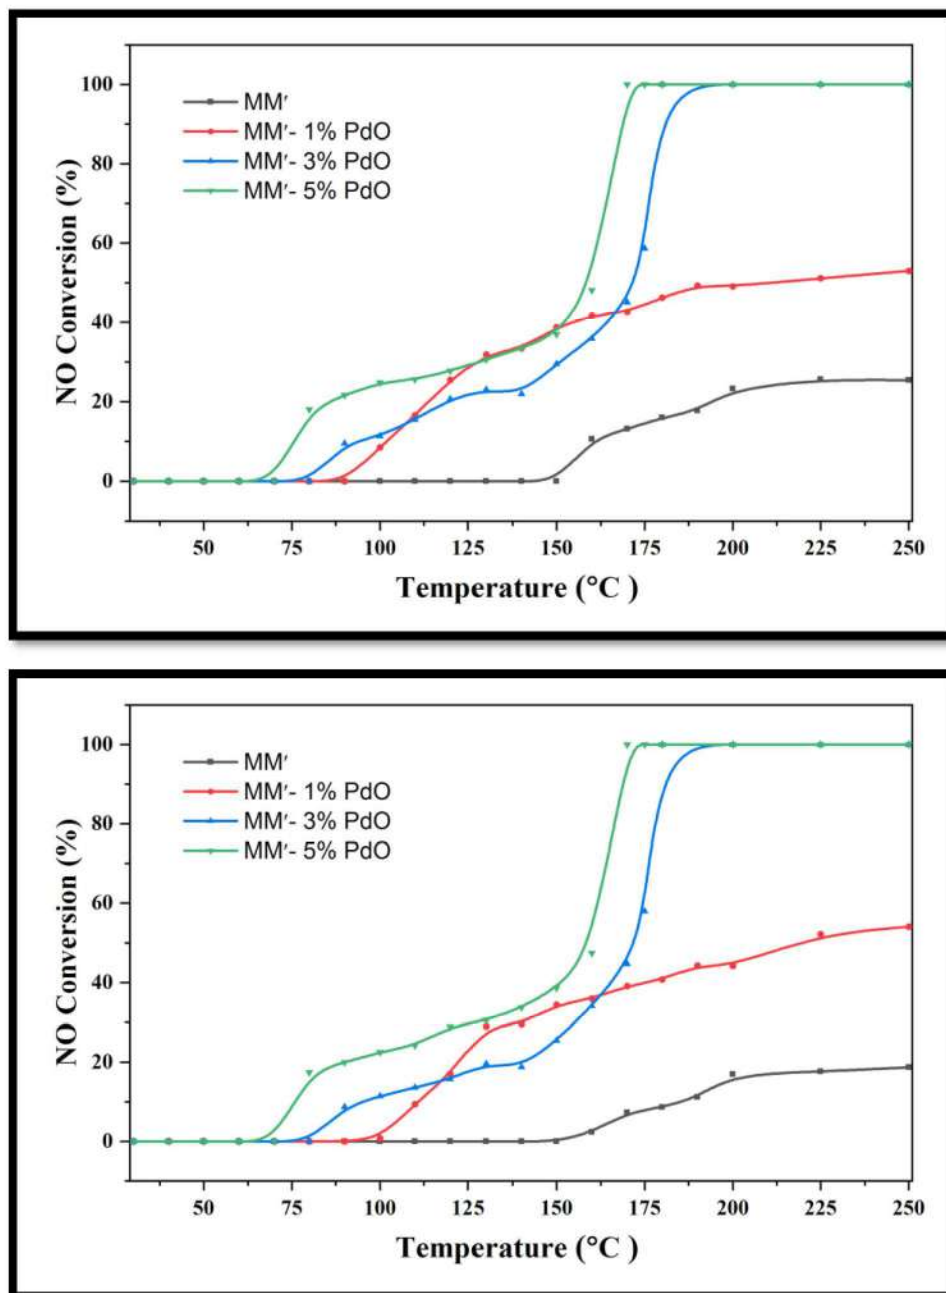 100
80
60
40
20
0
NO Conversion (%)
MM′
MM′- 1% PdO
MM′- 3% PdO
MM′- 5% PdO
50 75 100 125 150 175 200 225 250
Temperature (°C )
100
80
60
40
20
0
NO Conversion (%)
MM′
MM′- 1% PdO
MM′- 3% PdO
MM′- 5% PdO
50 75 100 125 150 175 200 225 250
Temperature (°C )